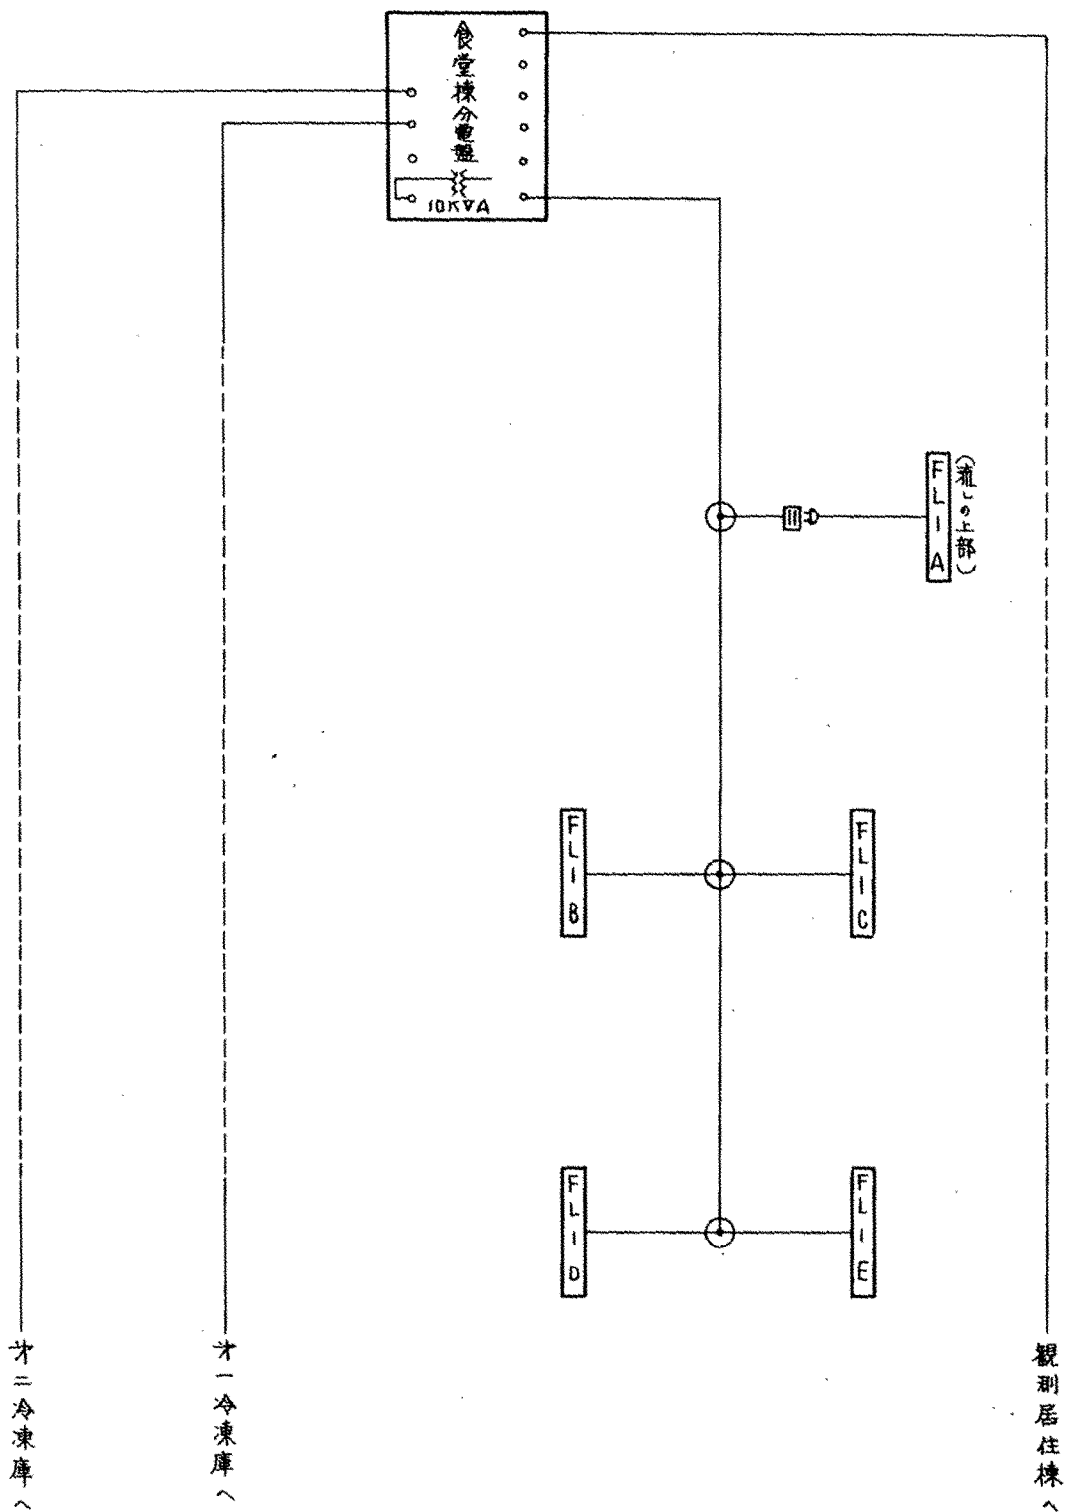 食堂棟分電盤
10KVA
FL1A
(流しの上部)
FL1B
FL1C
FL1D
FL1E
才二冷凍庫へ
才一冷凍庫へ
観測居住棟へ